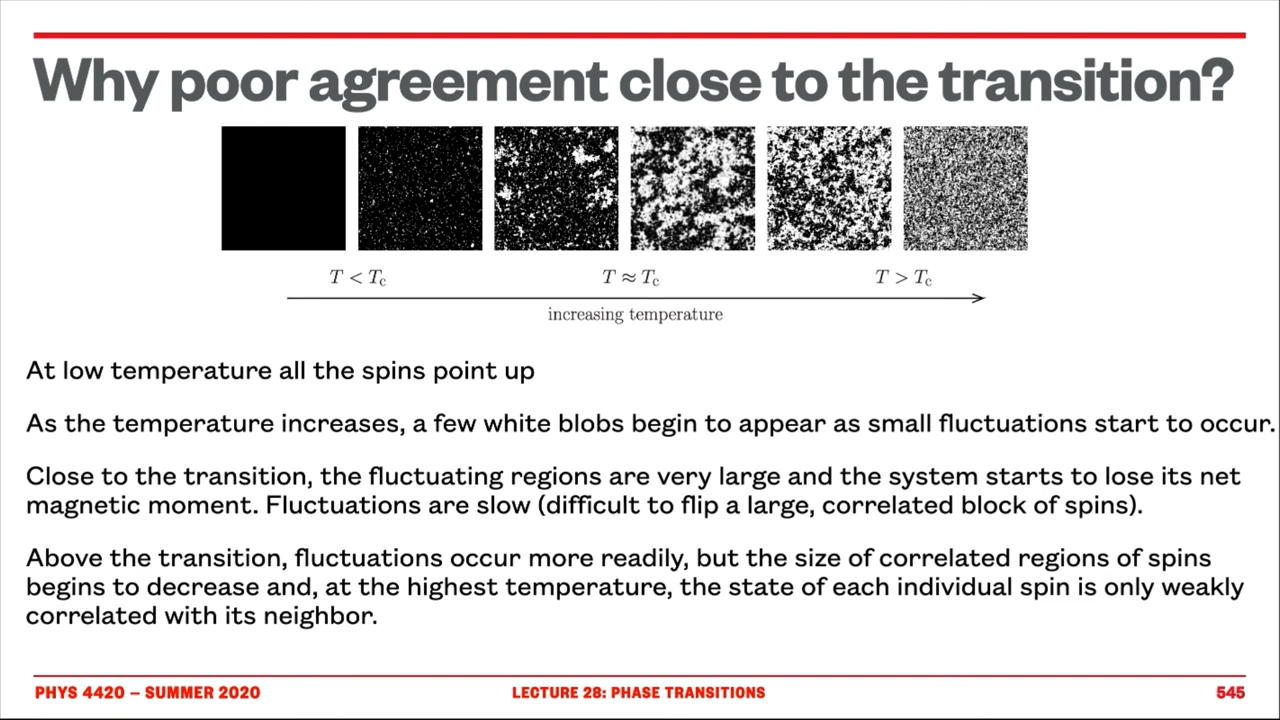 Why poor agreement close to the transition?
T < Tc
T ≈ Tc
T > Tc
increasing temperature
At low temperature all the spins point up
As the temperature increases, a few white blobs begin to appear as small fluctuations start to occur.
Close to the transition, the fluctuating regions are very large and the system starts to lose its net
magnetic moment. Fluctuations are slow (difficult to flip a large, correlated block of spins).
Above the transition, fluctuations occur more readily, but the size of correlated regions of spins
begins to decrease and, at the highest temperature, the state of each individual spin is only weakly
correlated with its neighbor.
PHYS 4420 – SUMMER 2020
LECTURE 28: PHASE TRANSITIONS
545